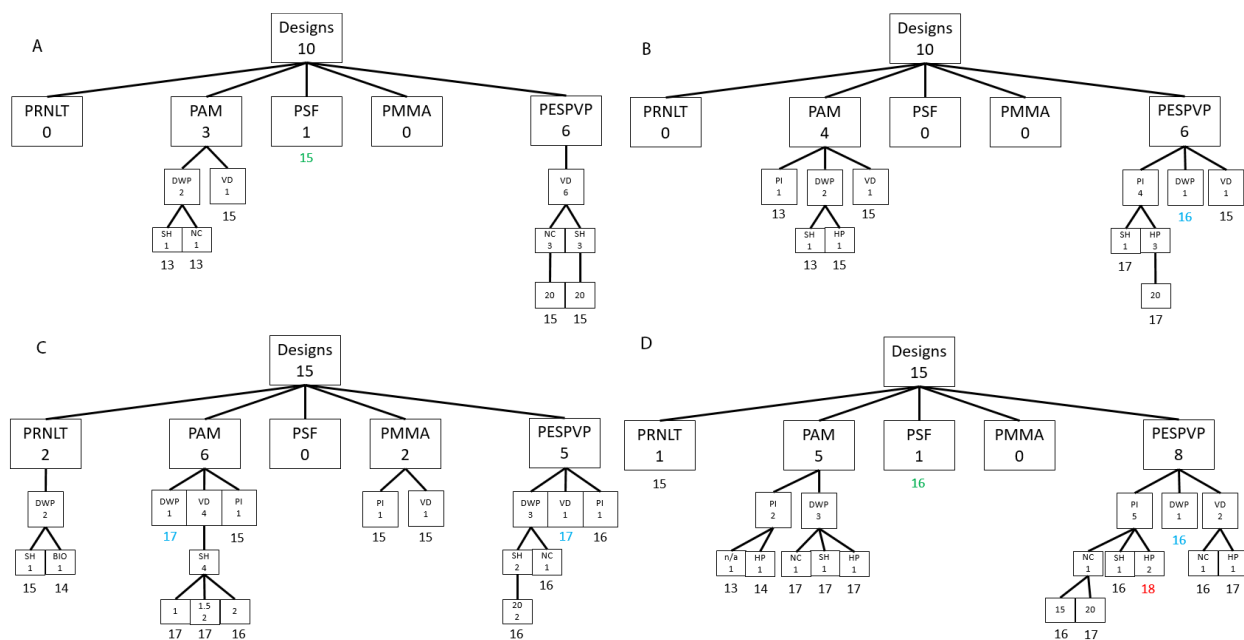 A
Designs
10
PRNLT
0
PAM
3
PSF
1
PMMA
0
PESPVP
6
15
DWP
2
VD
1
15
SH
1
NC
1
13
13
VD
6
NC
3
SH
3
20
20
15
15
B
Designs
10
PRNLT
0
PAM
4
PSF
0
PMMA
0
PESPVP
6
PI
1
DWP
2
VD
1
13
15
SH
1
HP
1
13
15
PI
4
DWP
1
VD
1
16
15
SH
1
HP
3
17
20
17
C
Designs
15
PRNLT
2
PAM
6
PSF
0
PMMA
2
PESPVP
5
DWP
2
SH
1
BIO
1
15
14
DWP
1
VD
4
PI
1
17
15
SH
4
1
1.5
2
2
17
17
16
PI
1
VD
1
15
15
DWP
3
VD
1
PI
1
17
16
SH
2
NC
1
16
20
2
16
D
Designs
15
PRNLT
1
PAM
5
PSF
1
PMMA
0
PESPVP
8
15
16
PI
2
DWP
3
n/a
1
HP
1
NC
1
SH
1
HP
1
13
14
17
17
17
PI
5
DWP
1
VD
2
16
NC
1
SH
1
HP
2
NC
1
HP
1
16
18
16
17
15
20
16
17